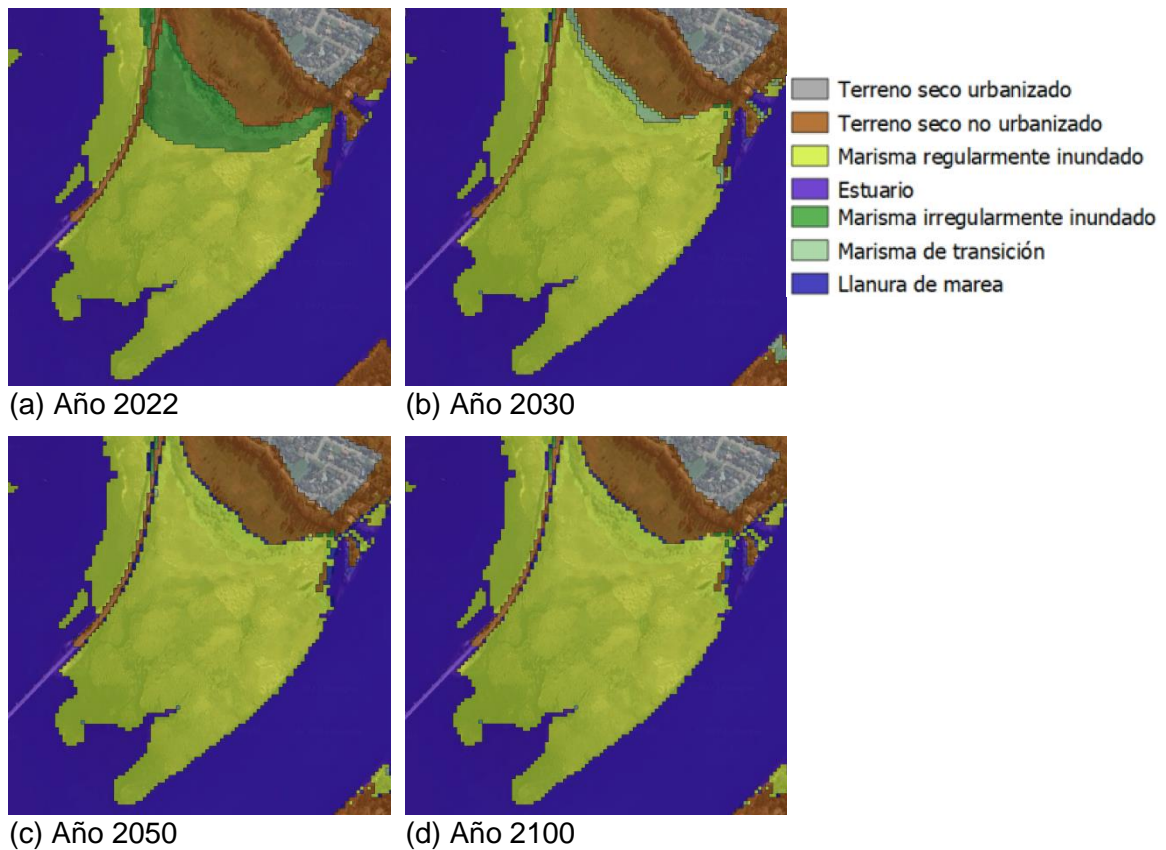 Terreno seco urbanizado
Terreno seco no urbanizado
Marisma regularmente inundado
Estuario
Marisma irregularmente inundado
Marisma de transición
Llanura de marea
(a) Año 2022
(b) Año 2030
(c) Año 2050
(d) Año 2100